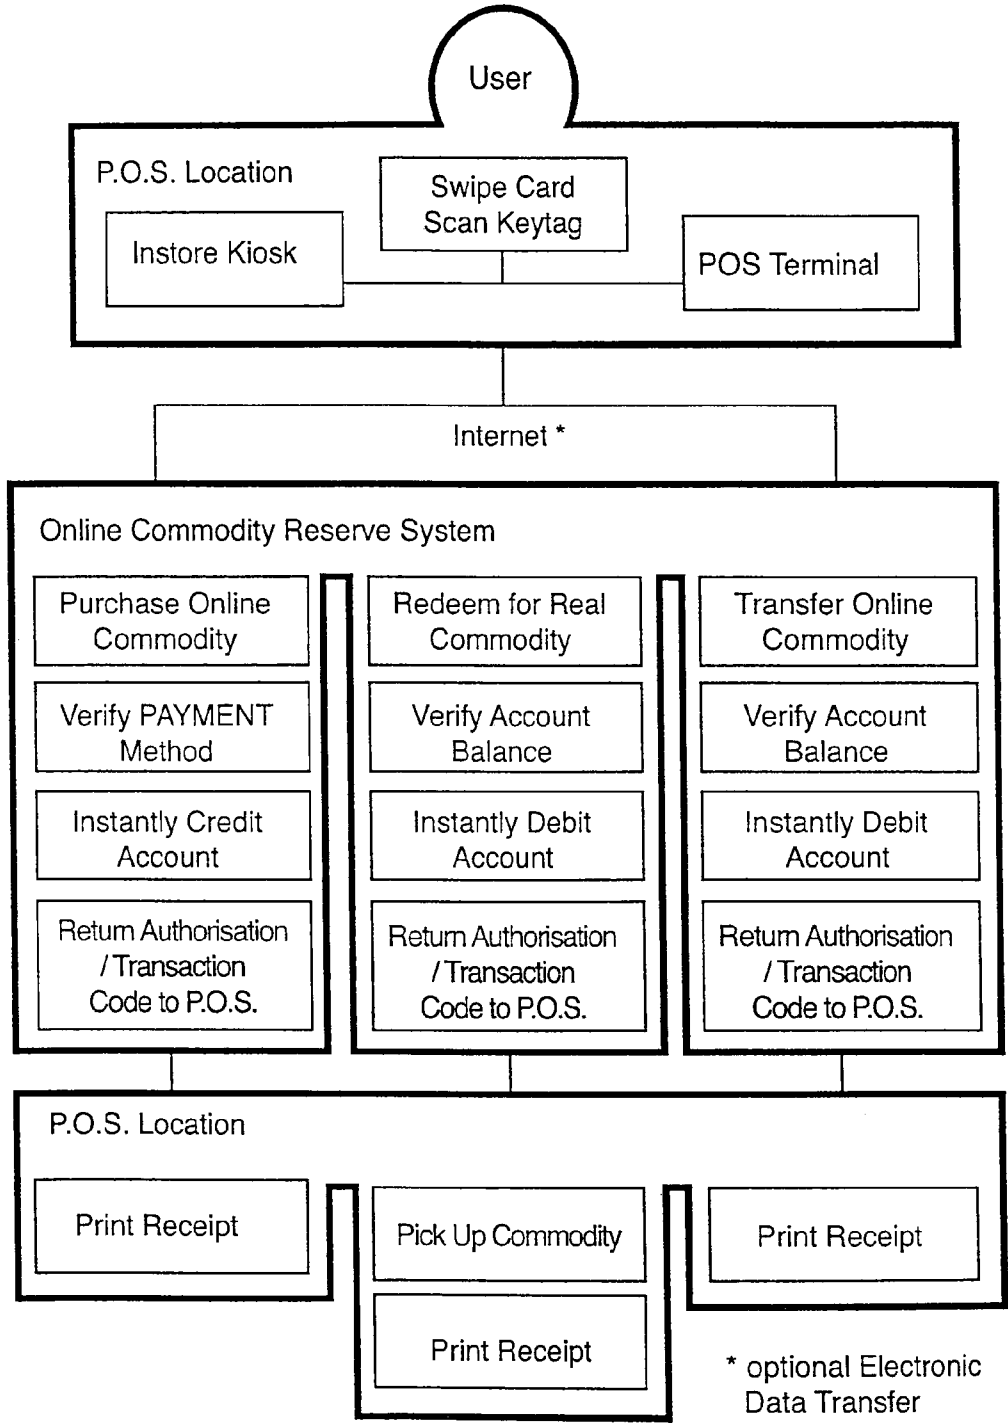 User
P.O.S. Location
Swipe Card
Scan Keytag
Instore Kiosk
POS Terminal
Internet *
Online Commodity Reserve System
Purchase Online
Commodity
Verify PAYMENT
Method
Instantly Credit
Account
Return Authorisation
/ Transaction
Code to P.O.S.
Redeem for Real
Commodity
Verify Account
Balance
Instantly Debit
Account
Return Authorisation
/ Transaction
Code to P.O.S.
Transfer Online
Commodity
Verify Account
Balance
Instantly Debit
Account
Return Authorisation
/ Transaction
Code to P.O.S.
P.O.S. Location
Print Receipt
Pick Up Commodity
Print Receipt
Print Receipt
* optional Electronic
Data Transfer